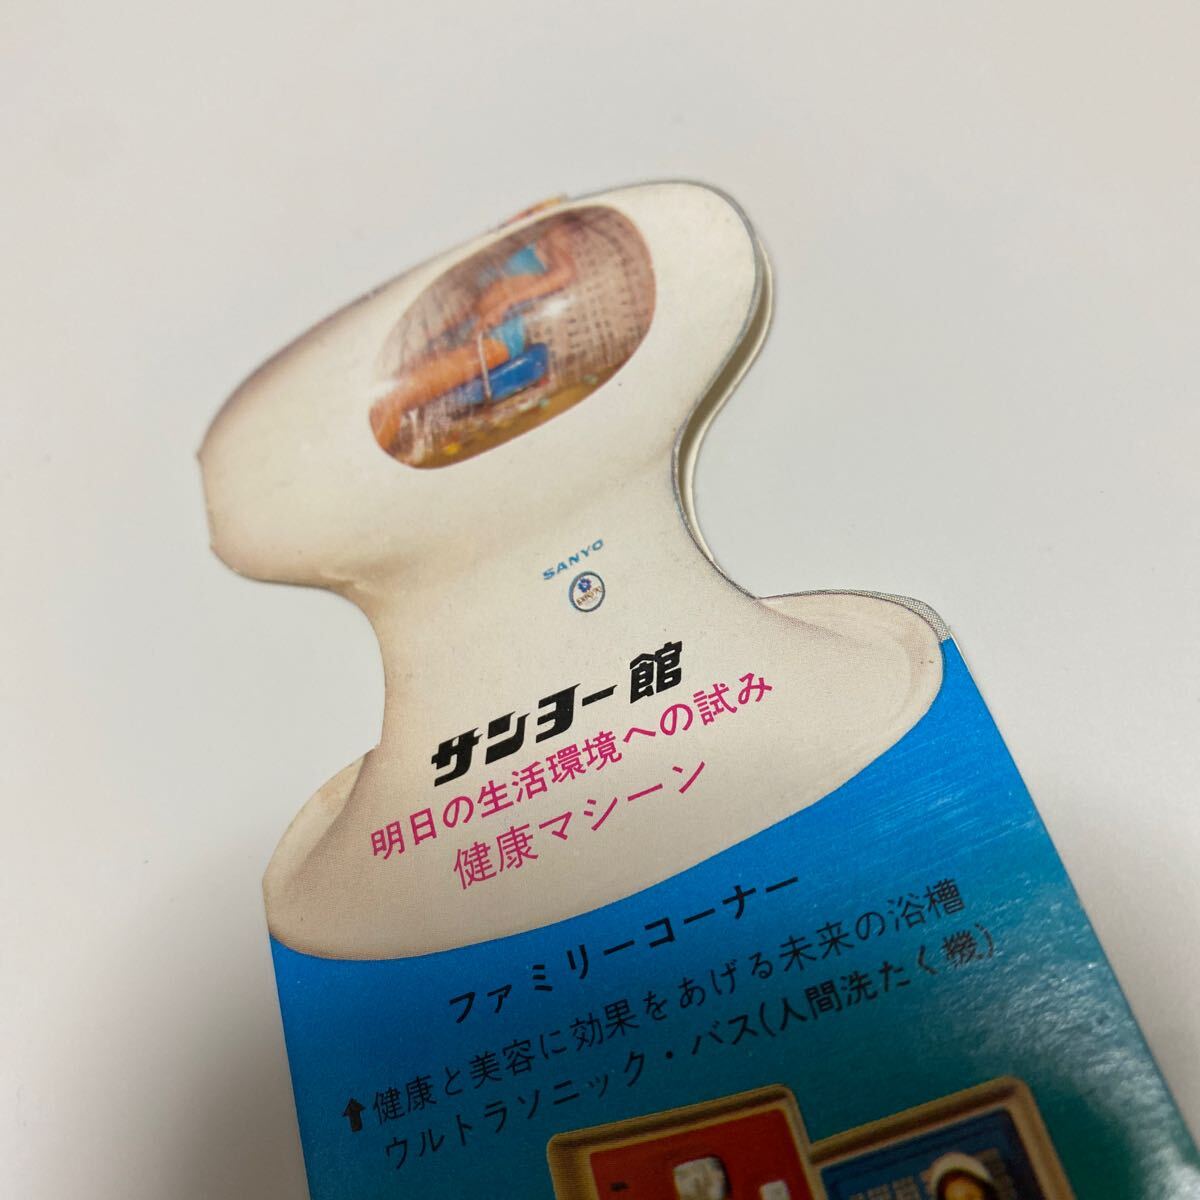 SANYO
EXPO'70
サンヨー館
明日の生活環境への試み
健康マシーン
ファミリーコーナー
⬆健康と美容に効果をあげる未来の浴槽
ウルトラソニック・バス(人間洗たく機)